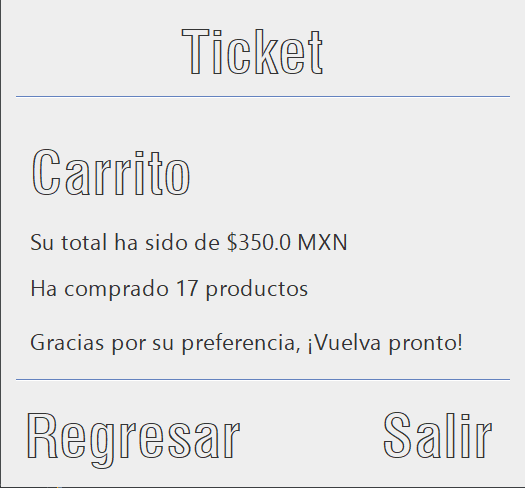 Ticket
Carrito
Su total ha sido de $350.0 MXN
Ha comprado 17 productos
Gracias por su preferencia, ¡Vuelva pronto!
Regresar Salir